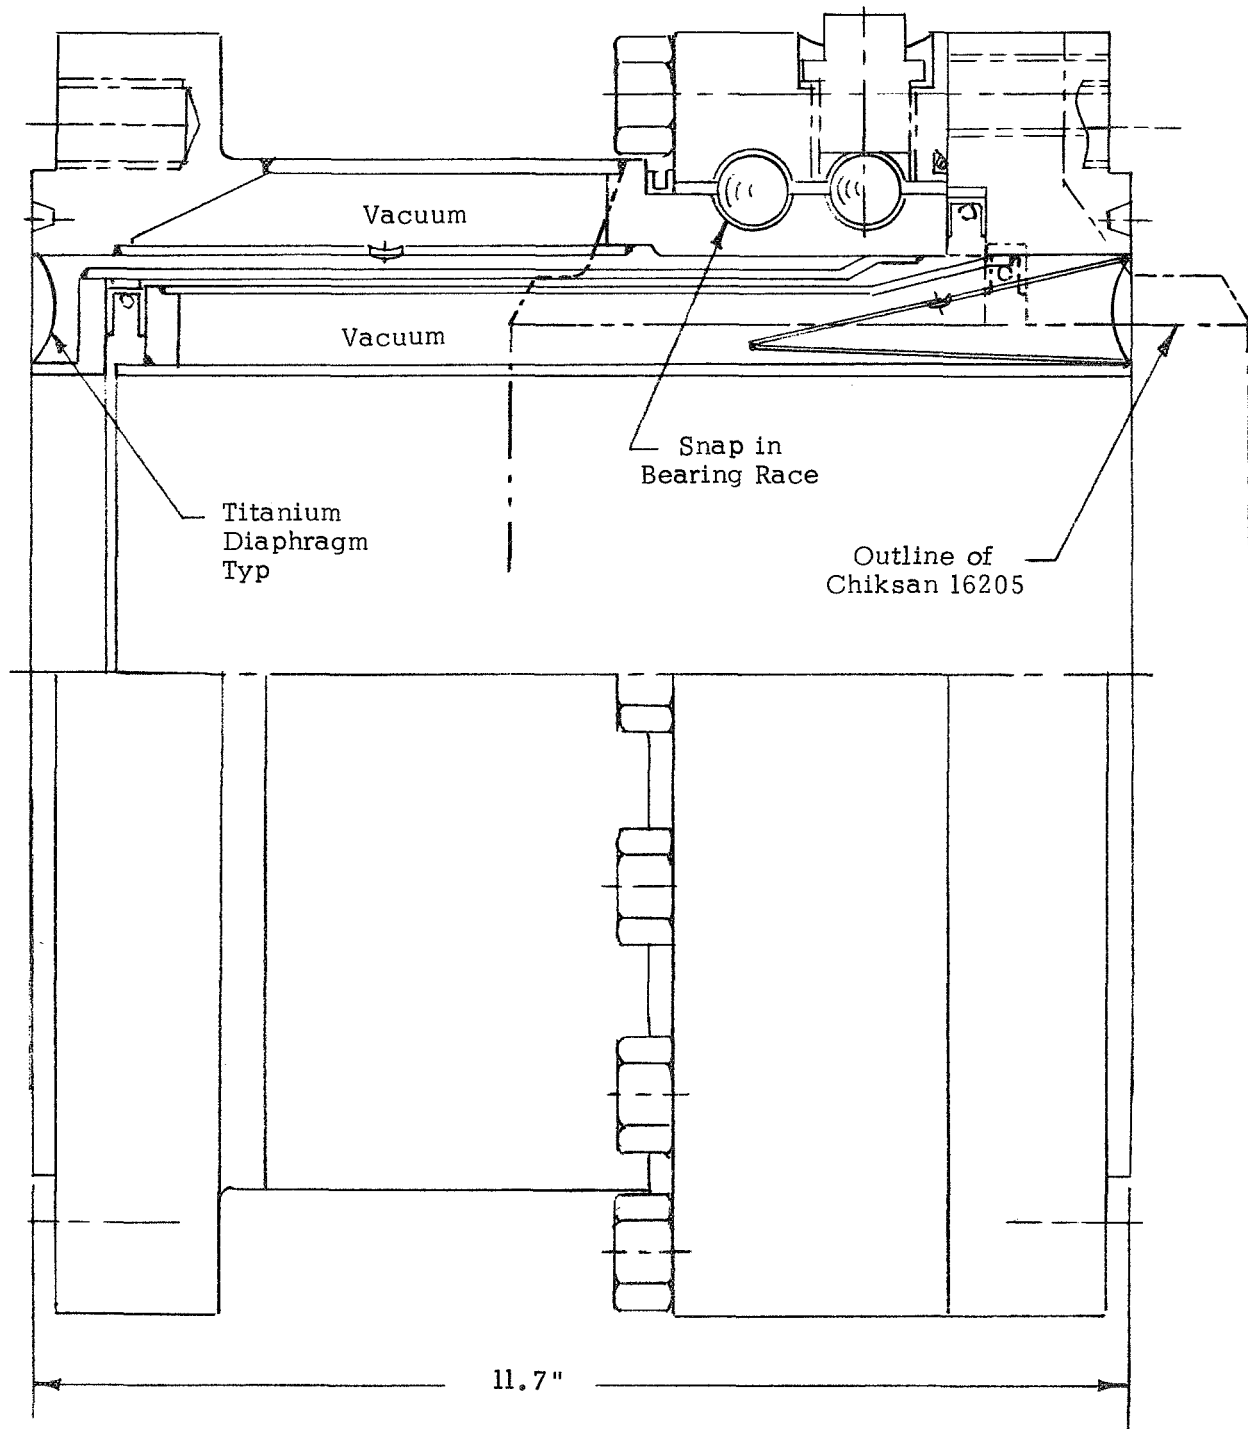 Vacuum
Vacuum
Snap in
Bearing Race
Titanium
Diaphragm
Typ
Outline of
Chiksan 16205
11.7"